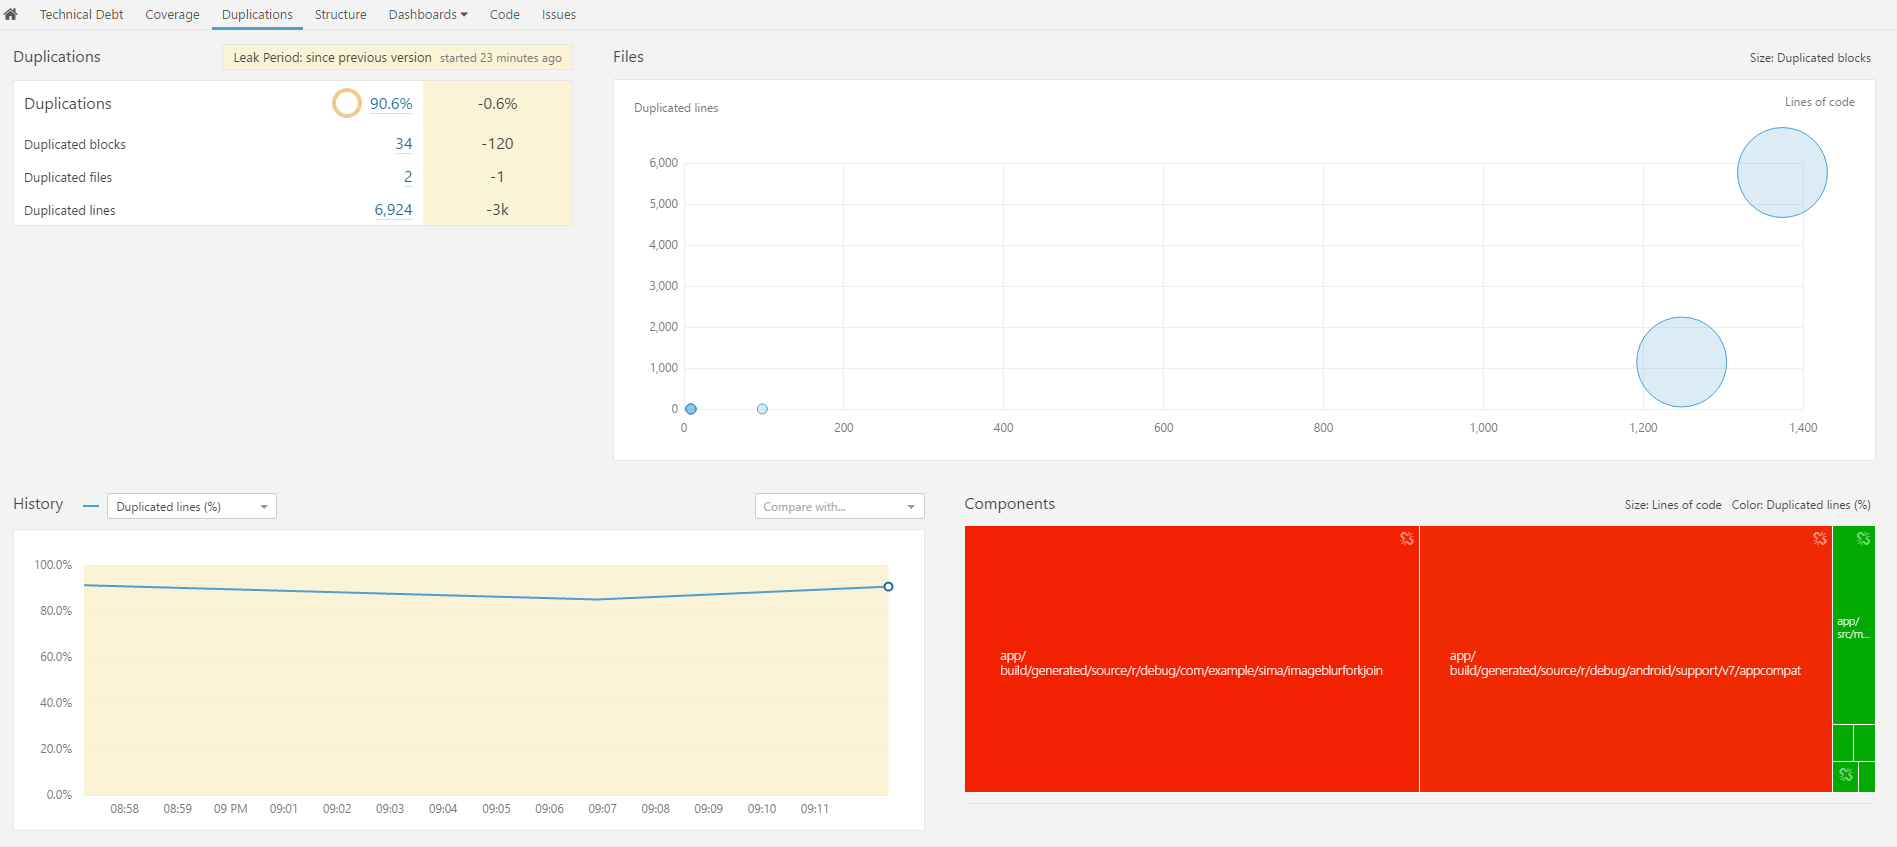 Technical Debt Coverage Duplications Structure Dashboards Code Issues
Duplications Leak Period: since previous version started 23 minutes ago
Duplications 90.6% -0.6%
Duplicated blocks 34 -120
Duplicated files 2 -1
Duplicated lines 6,924 -3k
Files Size: Duplicated blocks
Duplicated lines Lines of code
6,000
5,000
4,000
3,000
2,000
1,000
0
0 200 400 600 800 1,000 1,200 1,400
History Duplicated lines (%) Compare with...
100.0%
80.0%
60.0%
40.0%
20.0%
0.0%
08:58 08:59 09 PM 09:01 09:02 09:03 09:04 09:05 09:06 09:07 09:08 09:09 09:10 09:11
Components Size: Lines of code Color: Duplicated lines (%)
app/
build/generated/source/r/debug/com/example/sima/imageblurforkjoin
app/
build/generated/source/r/debug/android/support/v7/appcompat
app/
src/m...